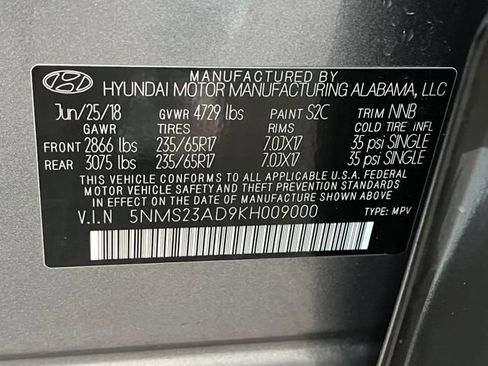 MANUFACTURED BY
HYUNDAI MOTOR MANUFACTURING ALABAMA, LLC
Jun/25/18 GVWR 4729 lbs PAINT S2C TRIM NNB
GAWR TIRES RIMS COLD TIRE INFL
FRONT 2866 lbs 235/65R17 7.0JX17 35 psi SINGLE
REAR 3075 lbs 235/65R17 7.0JX17 35 psi SINGLE
THIS VEHICLE CONFORMS TO ALL APPLICABLE U.S.A. FEDERAL
MOTOR VEHICLE SAFETY AND THEFT PREVENTION STANDARDS
IN EFFECT ON THE DATE OF MANUFACTURE SHOWN ABOVE.
V.I.N 5NMS23AD9KH009000 TYPE: MPV